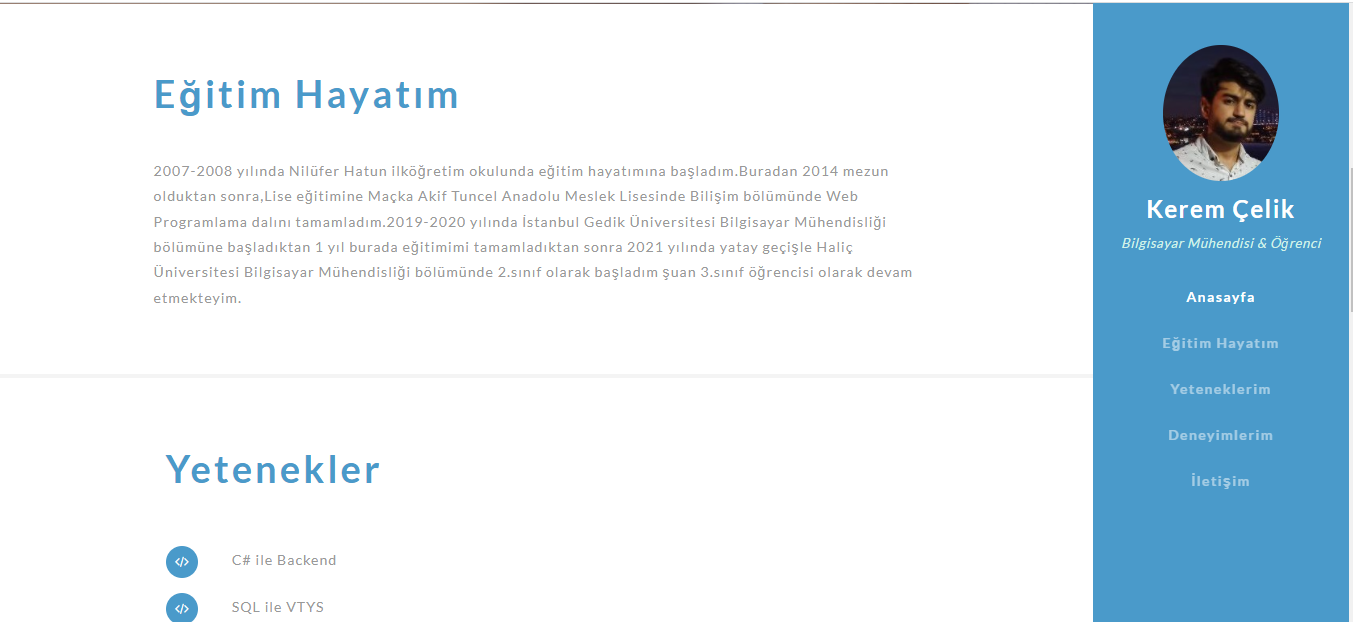 Eğitim Hayatım
2007-2008 yılında Nilüfer Hatun ilköğretim okulunda eğitim hayatımına başladım.Buradan 2014 mezun
olduktan sonra,Lise eğitimine Maçka Akif Tuncel Anadolu Meslek Lisesinde Bilişim bölümünde Web
Programlama dalını tamamladım.2019-2020 yılında İstanbul Gedik Üniversitesi Bilgisayar Mühendisliği
bölümüne başladıktan 1 yıl burada eğitimimi tamamladıktan sonra 2021 yılında yatay geçişle Haliç
Üniversitesi Bilgisayar Mühendisliği bölümünde 2.sınıf olarak başladım şuan 3.sınıf öğrencisi olarak devam
etmekteyim.
Yetenekler
C# ile Backend
SQL ile VTYS
Kerem Çelik
Bilgisayar Mühendisi & Öğrenci
Anasayfa
Eğitim Hayatım
Yeteneklerim
Deneyimlerim
İletişim